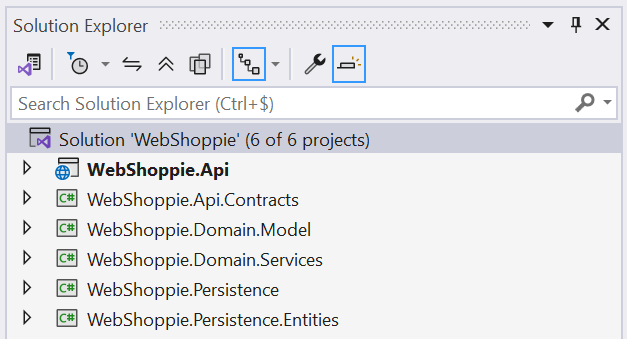 Solution Explorer
Search Solution Explorer (Ctrl+$)
Solution 'WebShoppie' (6 of 6 projects)
WebShoppie.Api
C# WebShoppie.Api.Contracts
C# WebShoppie.Domain.Model
C# WebShoppie.Domain.Services
C# WebShoppie.Persistence
C# WebShoppie.Persistence.Entities